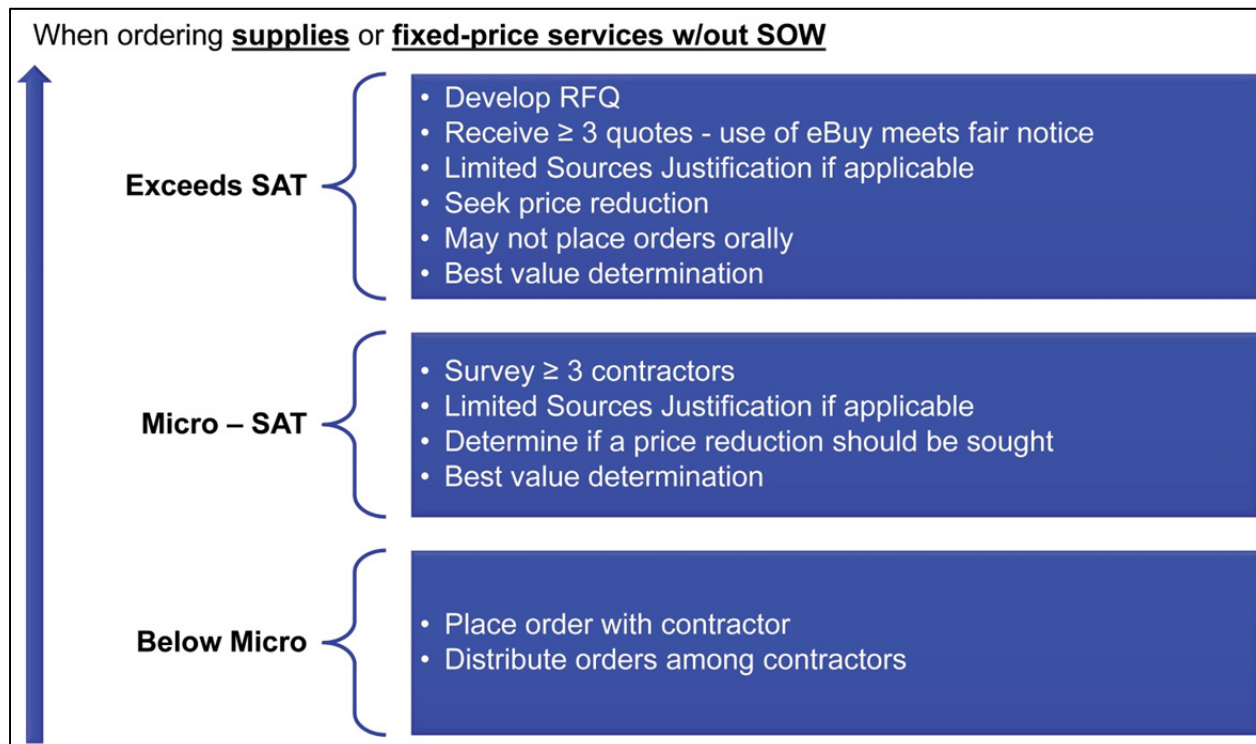 When ordering supplies or fixed-price services w/out SOW
Exceeds SAT
• Develop RFQ
• Receive ≥ 3 quotes - use of eBuy meets fair notice
• Limited Sources Justification if applicable
• Seek price reduction
• May not place orders orally
• Best value determination
Micro – SAT
• Survey ≥ 3 contractors
• Limited Sources Justification if applicable
• Determine if a price reduction should be sought
• Best value determination
Below Micro
• Place order with contractor
• Distribute orders among contractors